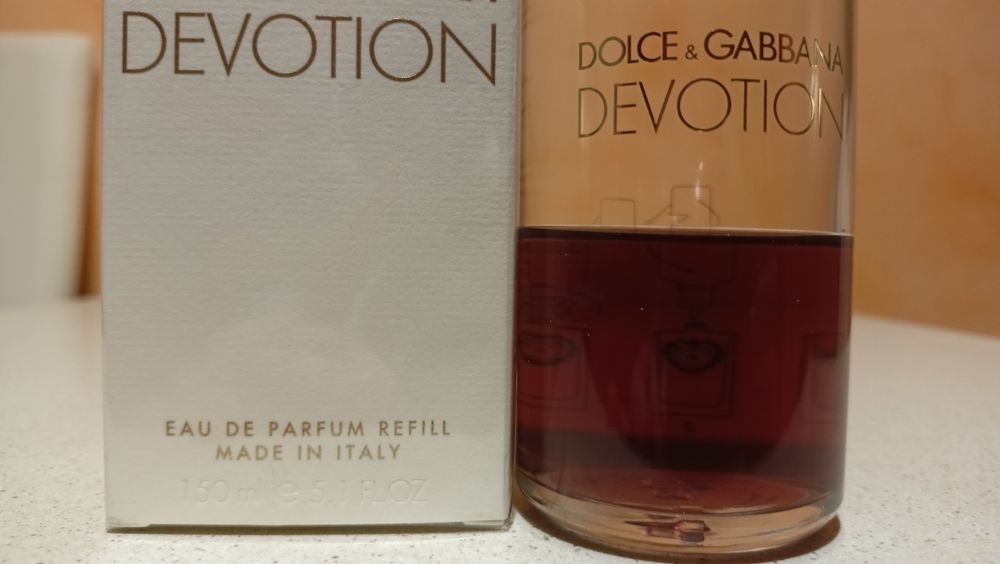 DEVOTION
EAU DE PARFUM REFILL
MADE IN ITALY
150 ml ℮ 5.1 FL.OZ
DOLCE & GABBANA
DEVOTION